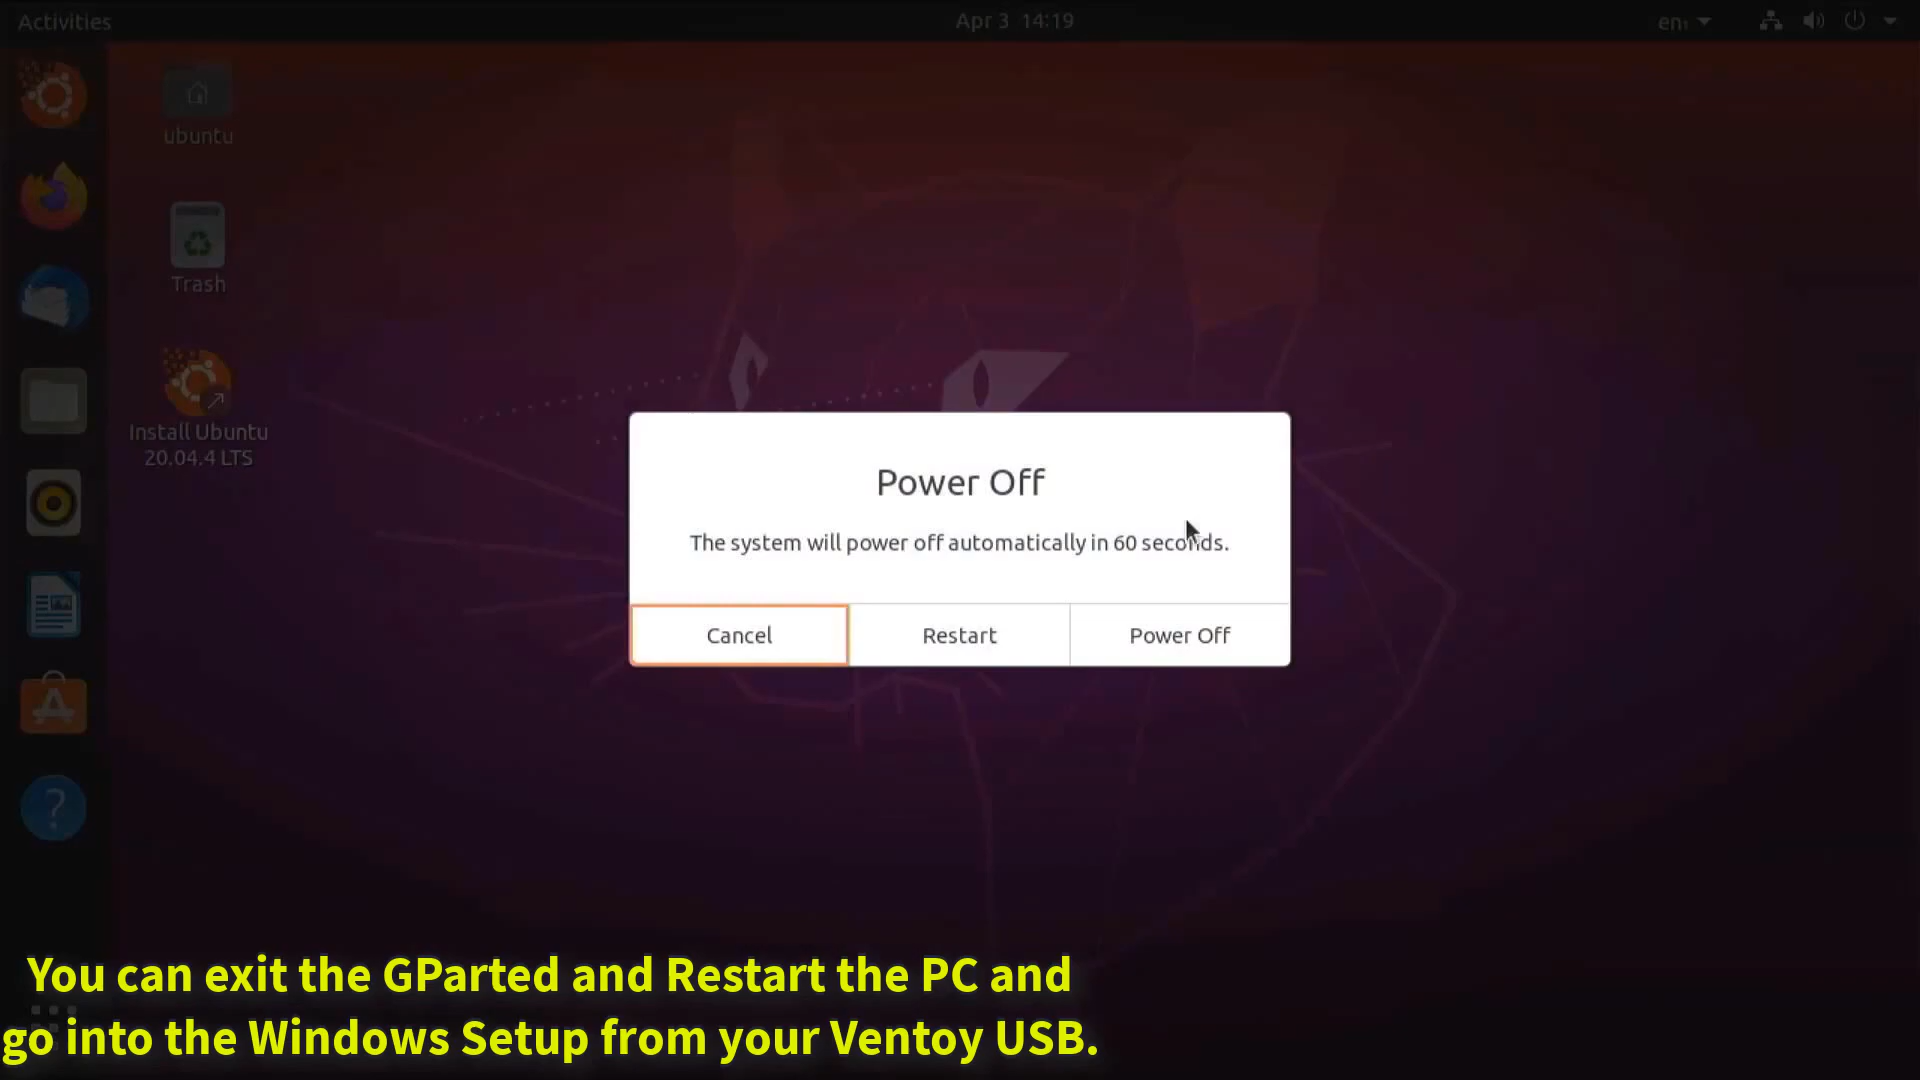 Activities
Apr 3 14:19
en₁
ubuntu
Trash
Install Ubuntu
20.04.4 LTS
Power Off
The system will power off automatically in 60 seconds.
Cancel
Restart
Power Off
You can exit the GParted and Restart the PC and
go into the Windows Setup from your Ventoy USB.